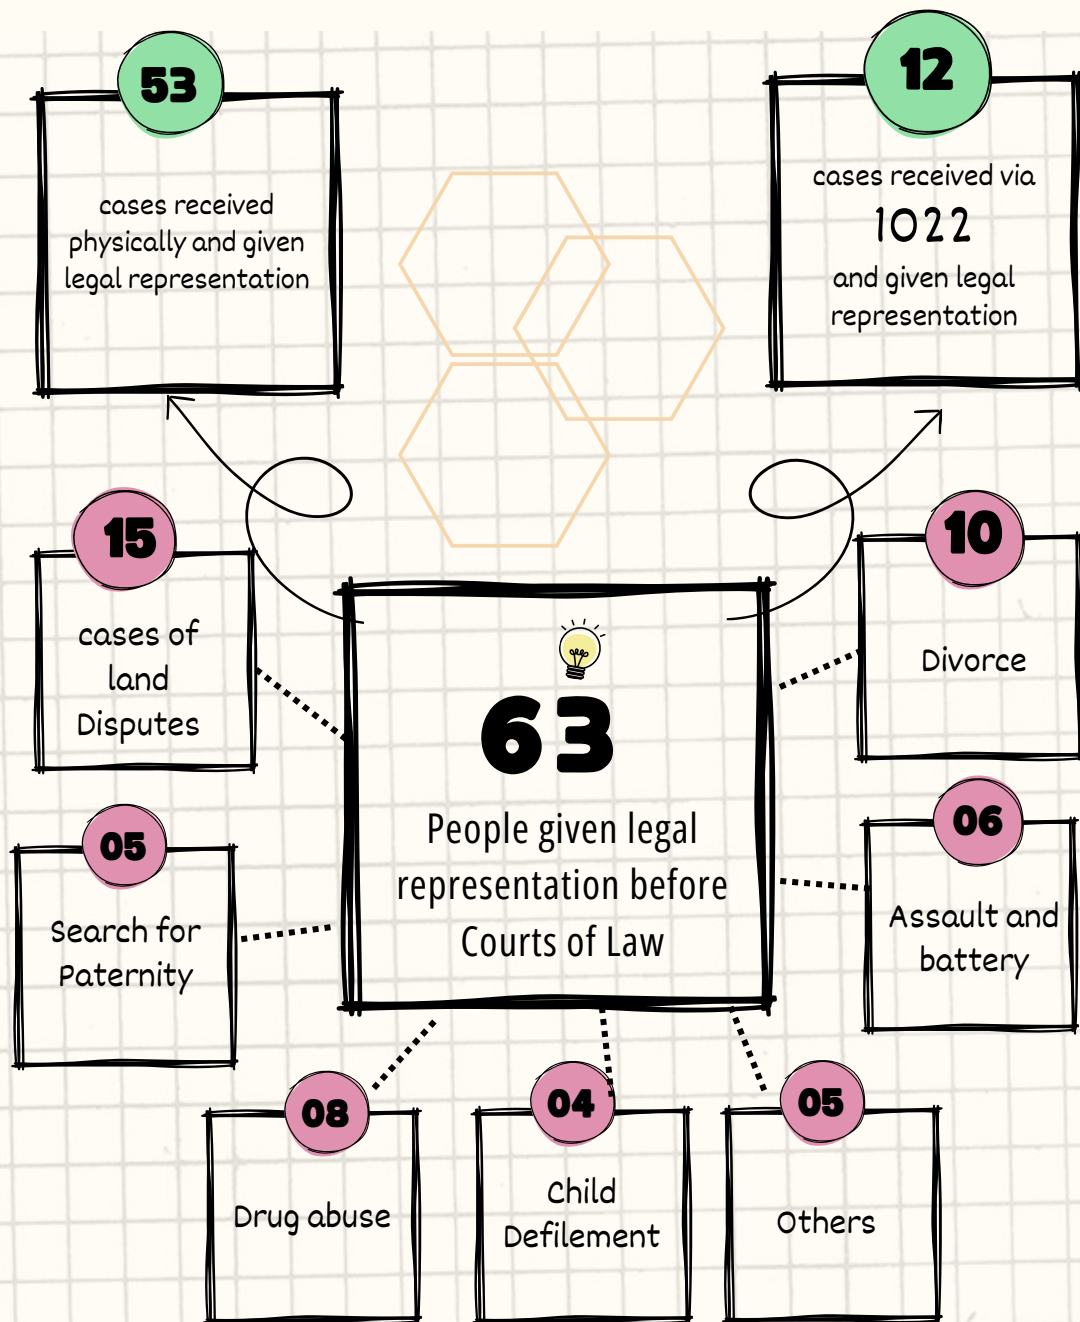 53
cases received
physically and given
legal representation
12
cases received via
1022
and given legal
representation
15
cases of
land
Disputes
10
Divorce
63
People given legal
representation before
Courts of Law
05
Search for
Paternity
06
Assault and
battery
08
Drug abuse
04
Child
Defilement
05
Others